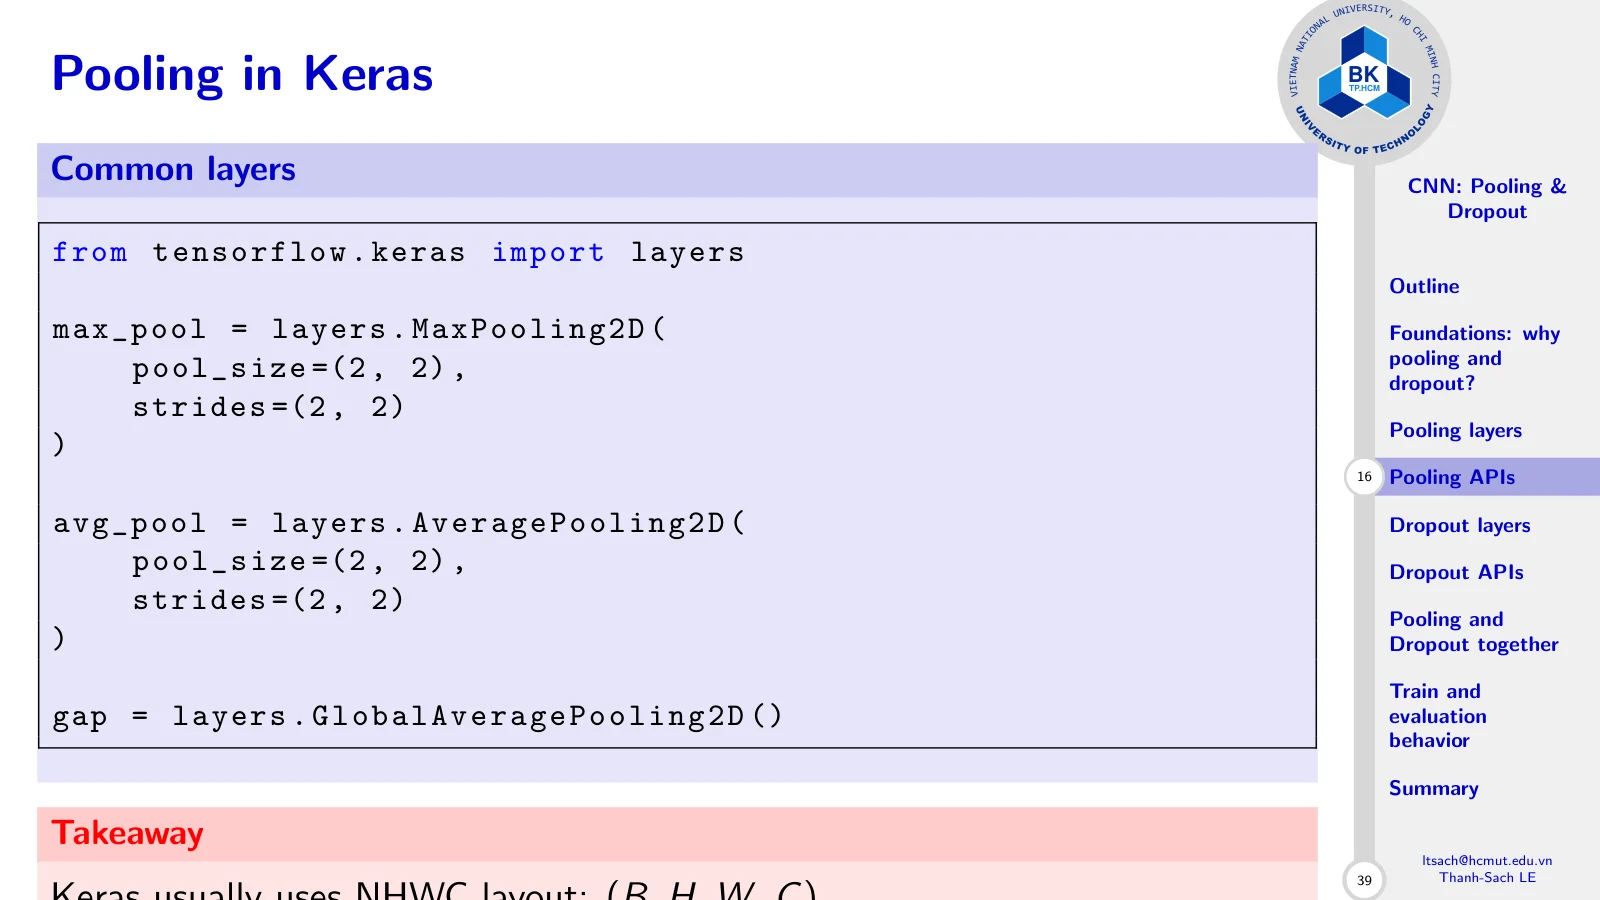 Pooling in Keras
Common layers
from tensorflow.keras import layers
max_pool = layers.MaxPooling2D(
    pool_size=(2, 2),
    strides=(2, 2)
)
avg_pool = layers.AveragePooling2D(
    pool_size=(2, 2),
    strides=(2, 2)
)
gap = layers.GlobalAveragePooling2D()
Takeaway
Keras usually uses NHWC layout: (B, H, W, C)
VIETNAM NATIONAL UNIVERSITY, HO CHI MINH CITY
BK
TP.HCM
UNIVERSITY OF TECHNOLOGY
CNN: Pooling &
Dropout
Outline
Foundations: why
pooling and
dropout?
Pooling layers
16
Pooling APIs
Dropout layers
Dropout APIs
Pooling and
Dropout together
Train and
evaluation
behavior
Summary
ltsach@hcmut.edu.vn
Thanh-Sach LE
39